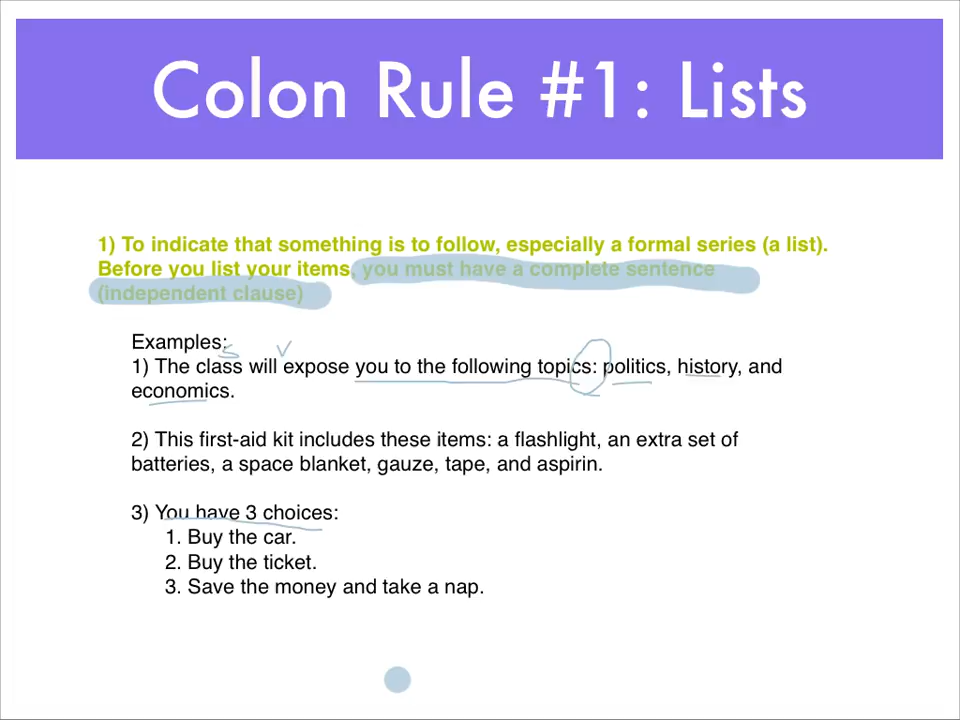 Colon Rule #1: Lists
1) To indicate that something is to follow, especially a formal series (a list).
Before you list your items, you must have a complete sentence
(independent clause)
Examples:
S V
1) The class will expose you to the following topics: politics, history, and
economics.
2) This first-aid kit includes these items: a flashlight, an extra set of
batteries, a space blanket, gauze, tape, and aspirin.
3) You have 3 choices:
1. Buy the car.
2. Buy the ticket.
3. Save the money and take a nap.